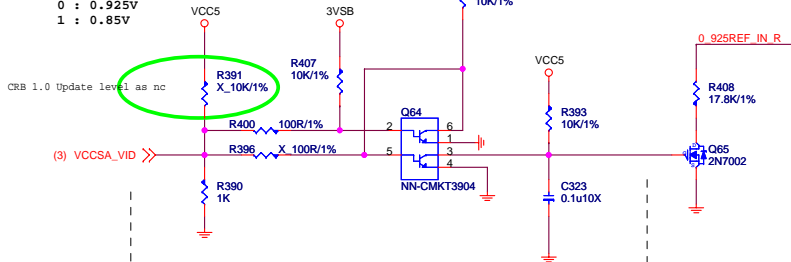 0 : 0.925V
1 : 0.85V
VCC5
3VSB
10K/1%
0_925REF_IN_R
R407
10K/1%
VCC5
R391
X_10K/1%
CRB 1.0 Update level as nc
R408
17.8K/1%
Q64
R393
10K/1%
R400
100R/1%
2
6
1
(3) VCCSA_VID
R396
X_100R/1%
5
3
4
Q65
2N7002
R390
1K
NN-CMKT3904
C323
0.1u10X